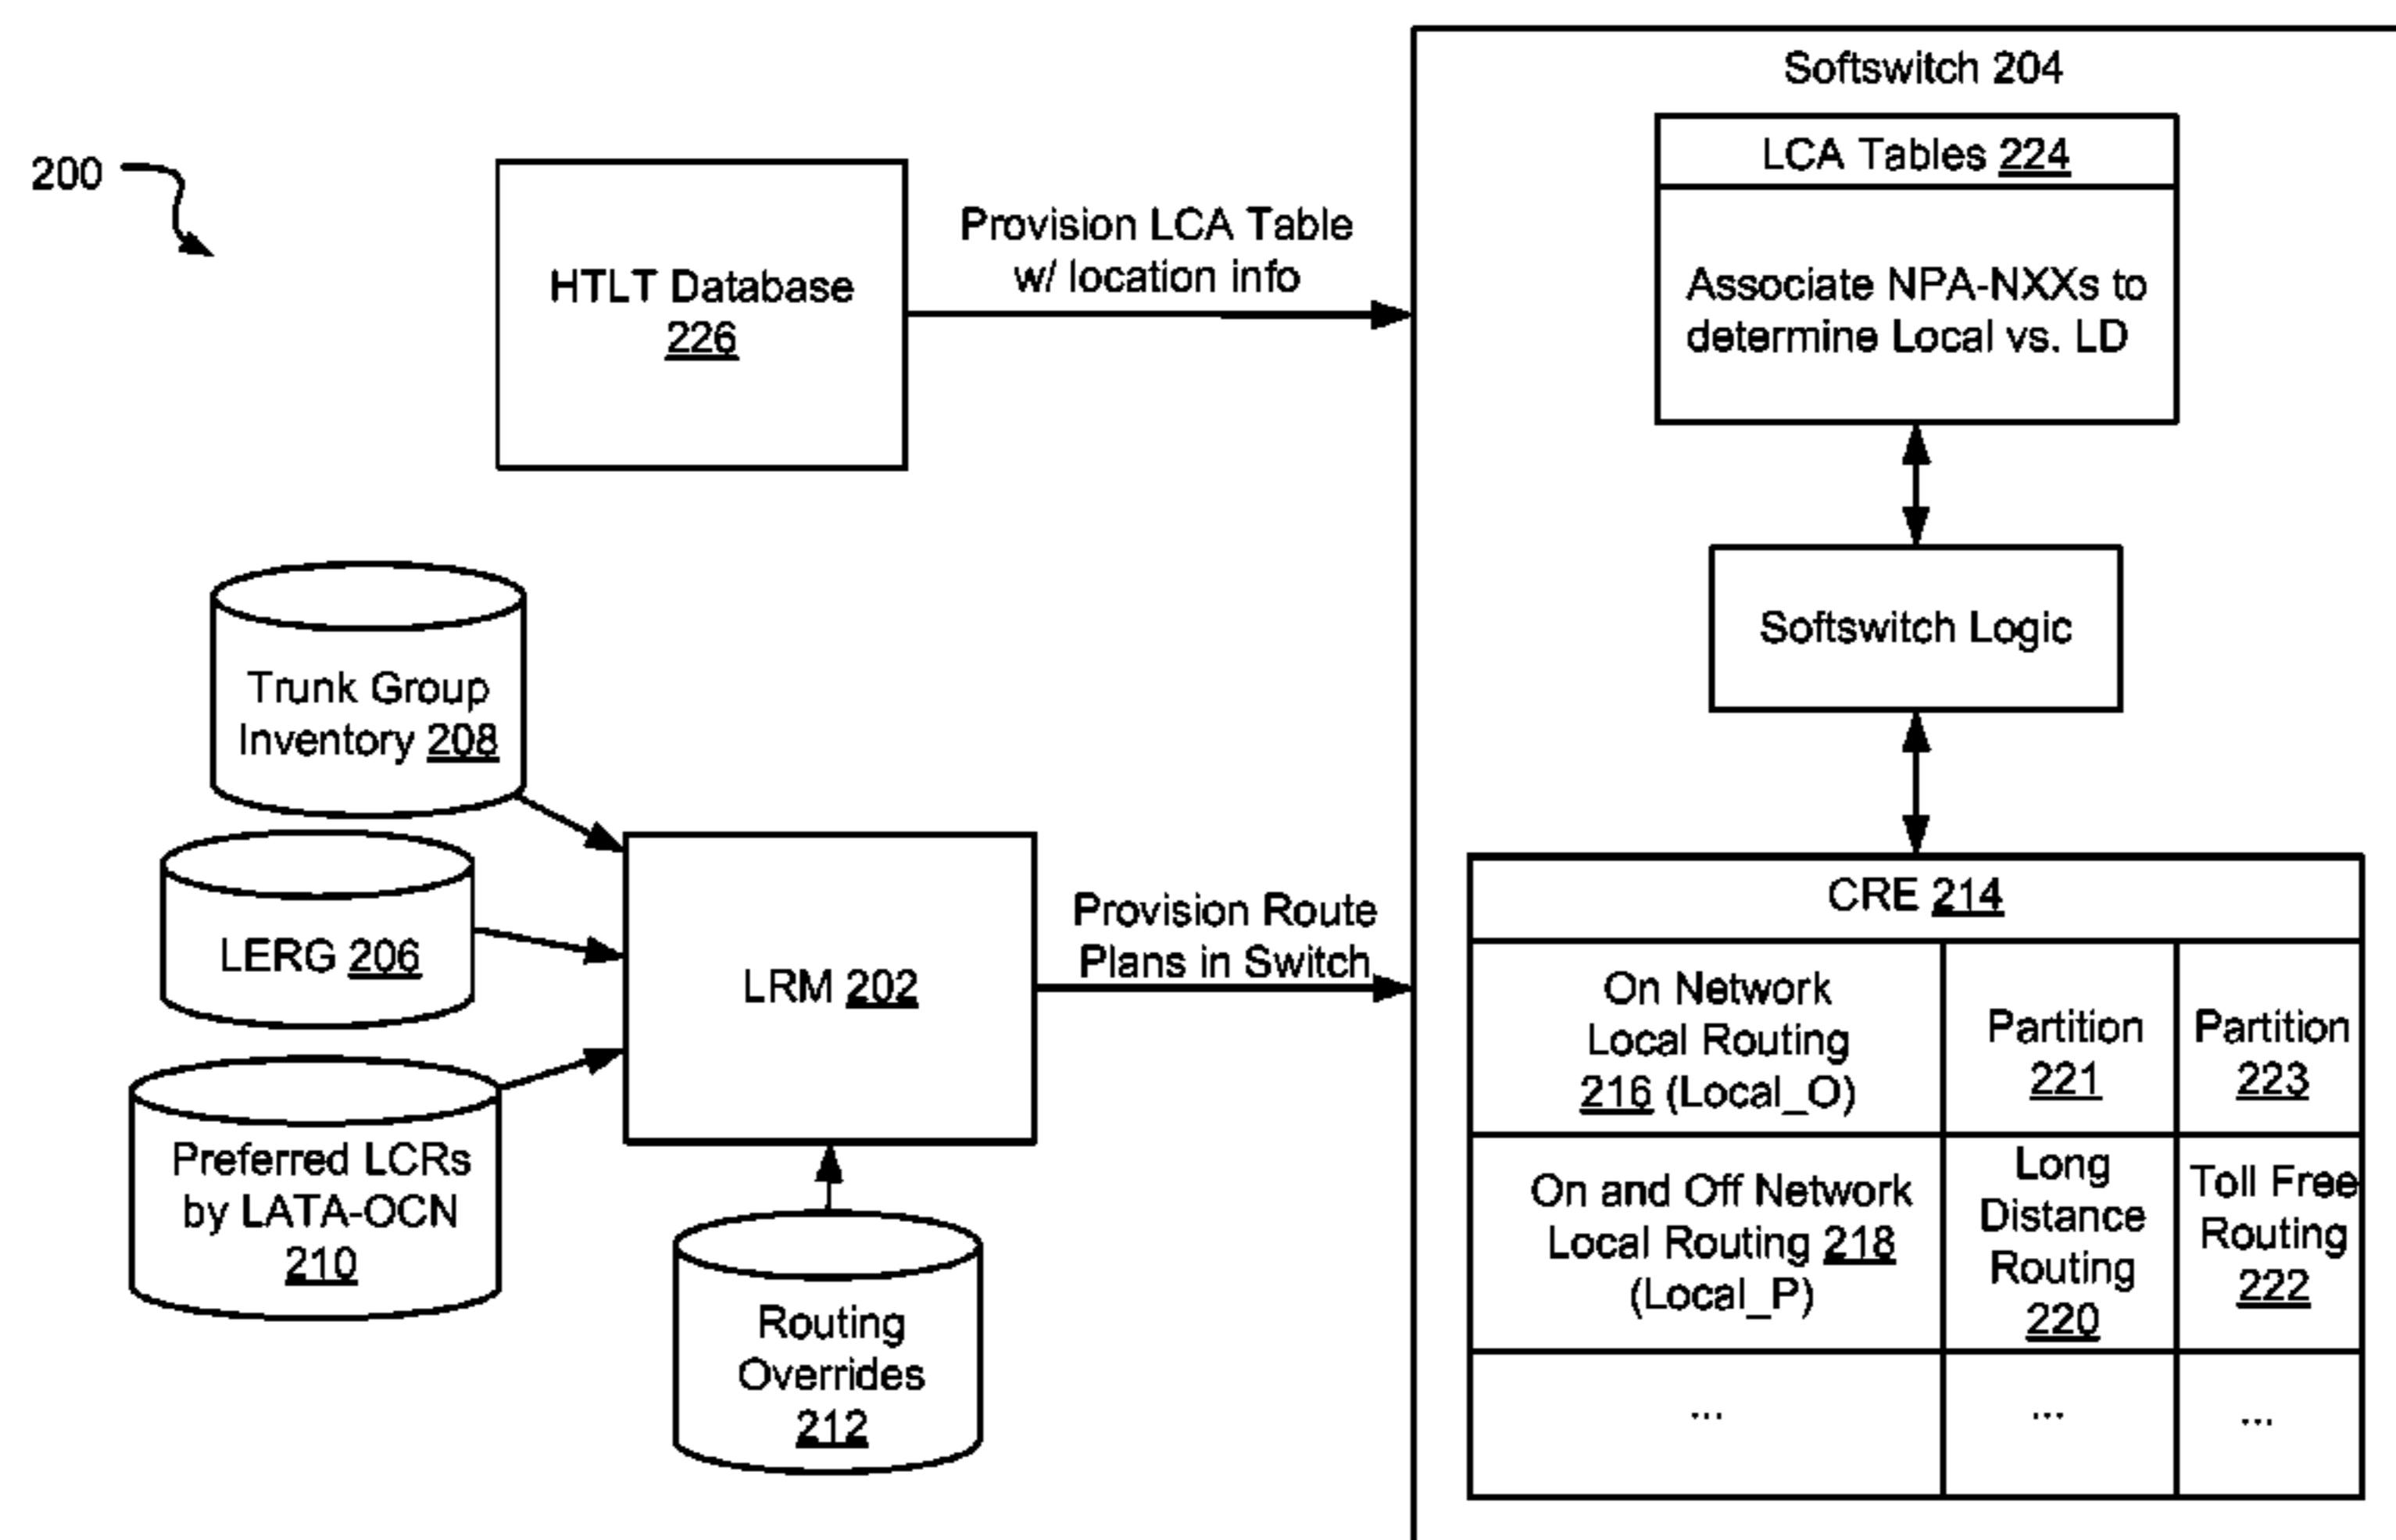 200
HTLT Database
226
Provision LCA Table
w/ location info
Softswitch 204
LCA Tables 224
Associate NPA-NXXs to
determine Local vs. LD
Softswitch Logic
Trunk Group
Inventory 208
LERG 206
Preferred LCRs
by LATA-OCN
210
LRM 202
Routing
Overrides
212
Provision Route
Plans in Switch
CRE 214
On Network
Local Routing
216 (Local_O)
Partition
221
Partition
223
On and Off Network
Local Routing 218
(Local_P)
Long
Distance
Routing
220
Toll Free
Routing
222
...
...
...